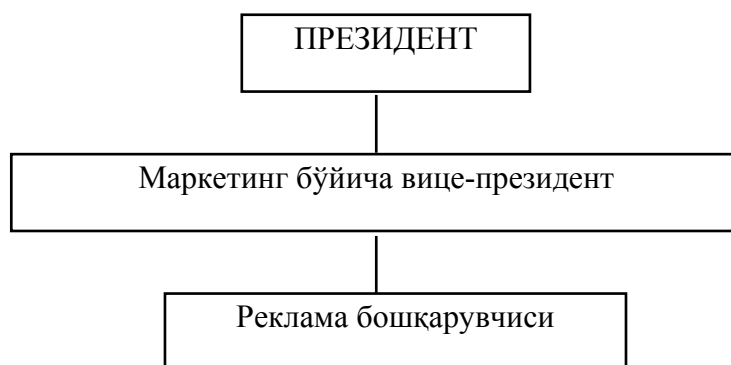 ПРЕЗИДЕНТ
Маркетинг бўйича вице-президент
Реклама бошқарувчиси